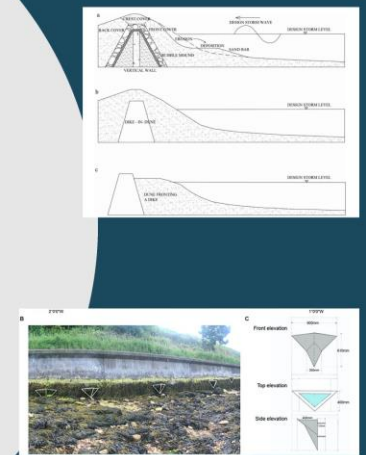 a
CREST COVER
DESIGN STORM WAVE
BACK COVER
FRONT COVER
DESIGN STORM LEVEL
EROSION
DEPOSITION
SAND BAR
RUBBLE MOUND
VERTICAL WALL
b
DESIGN STORM LEVEL
DIKE - IN - DUNE
c
DESIGN STORM LEVEL
DUNE FRONTING
A DIKE
B
C
Front elevation
Top elevation
Side elevation